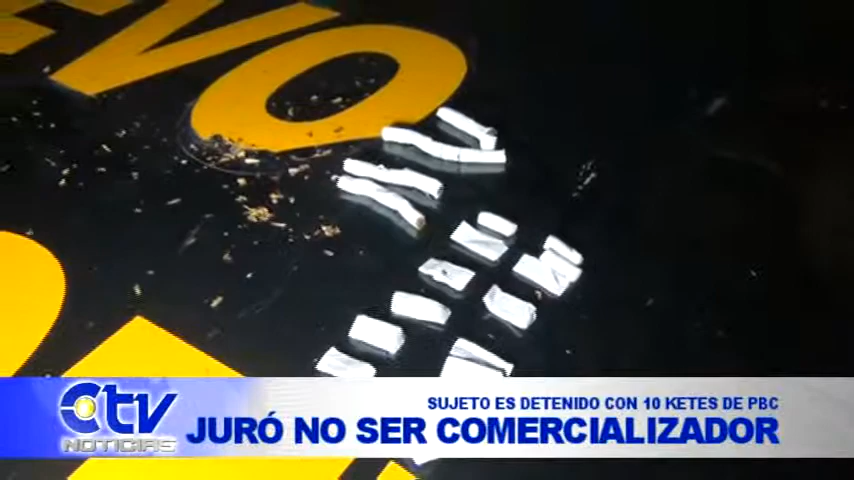 EVO
SUJETO ES DETENIDO CON 10 KETES DE PBC
ctv
NOTICIAS
JURÓ NO SER COMERCIALIZADOR